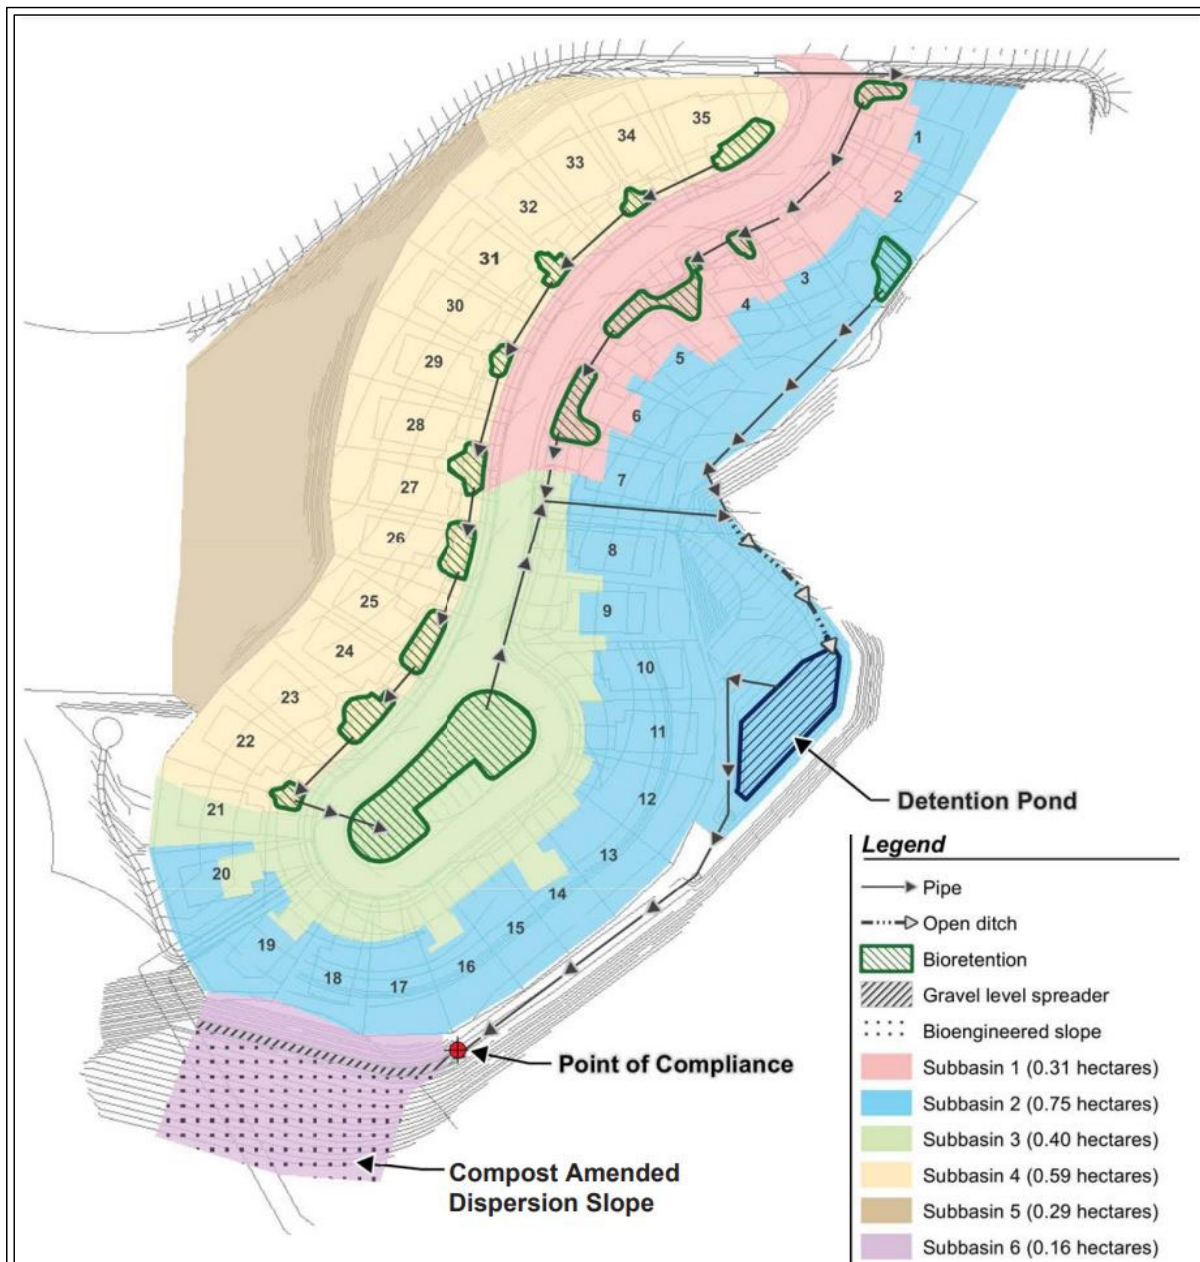 35
34
33
32
31
30
29
28
27
26
25
24
23
22
21
20
19
18
17
16
15
14
13
12
11
10
9
8
7
6
5
4
3
2
1
Detention Pond
Point of Compliance
Compost Amended
Dispersion Slope
Legend
Pipe
Open ditch
Bioretention
Gravel level spreader
Bioengineered slope
Subbasin 1 (0.31 hectares)
Subbasin 2 (0.75 hectares)
Subbasin 3 (0.40 hectares)
Subbasin 4 (0.59 hectares)
Subbasin 5 (0.29 hectares)
Subbasin 6 (0.16 hectares)